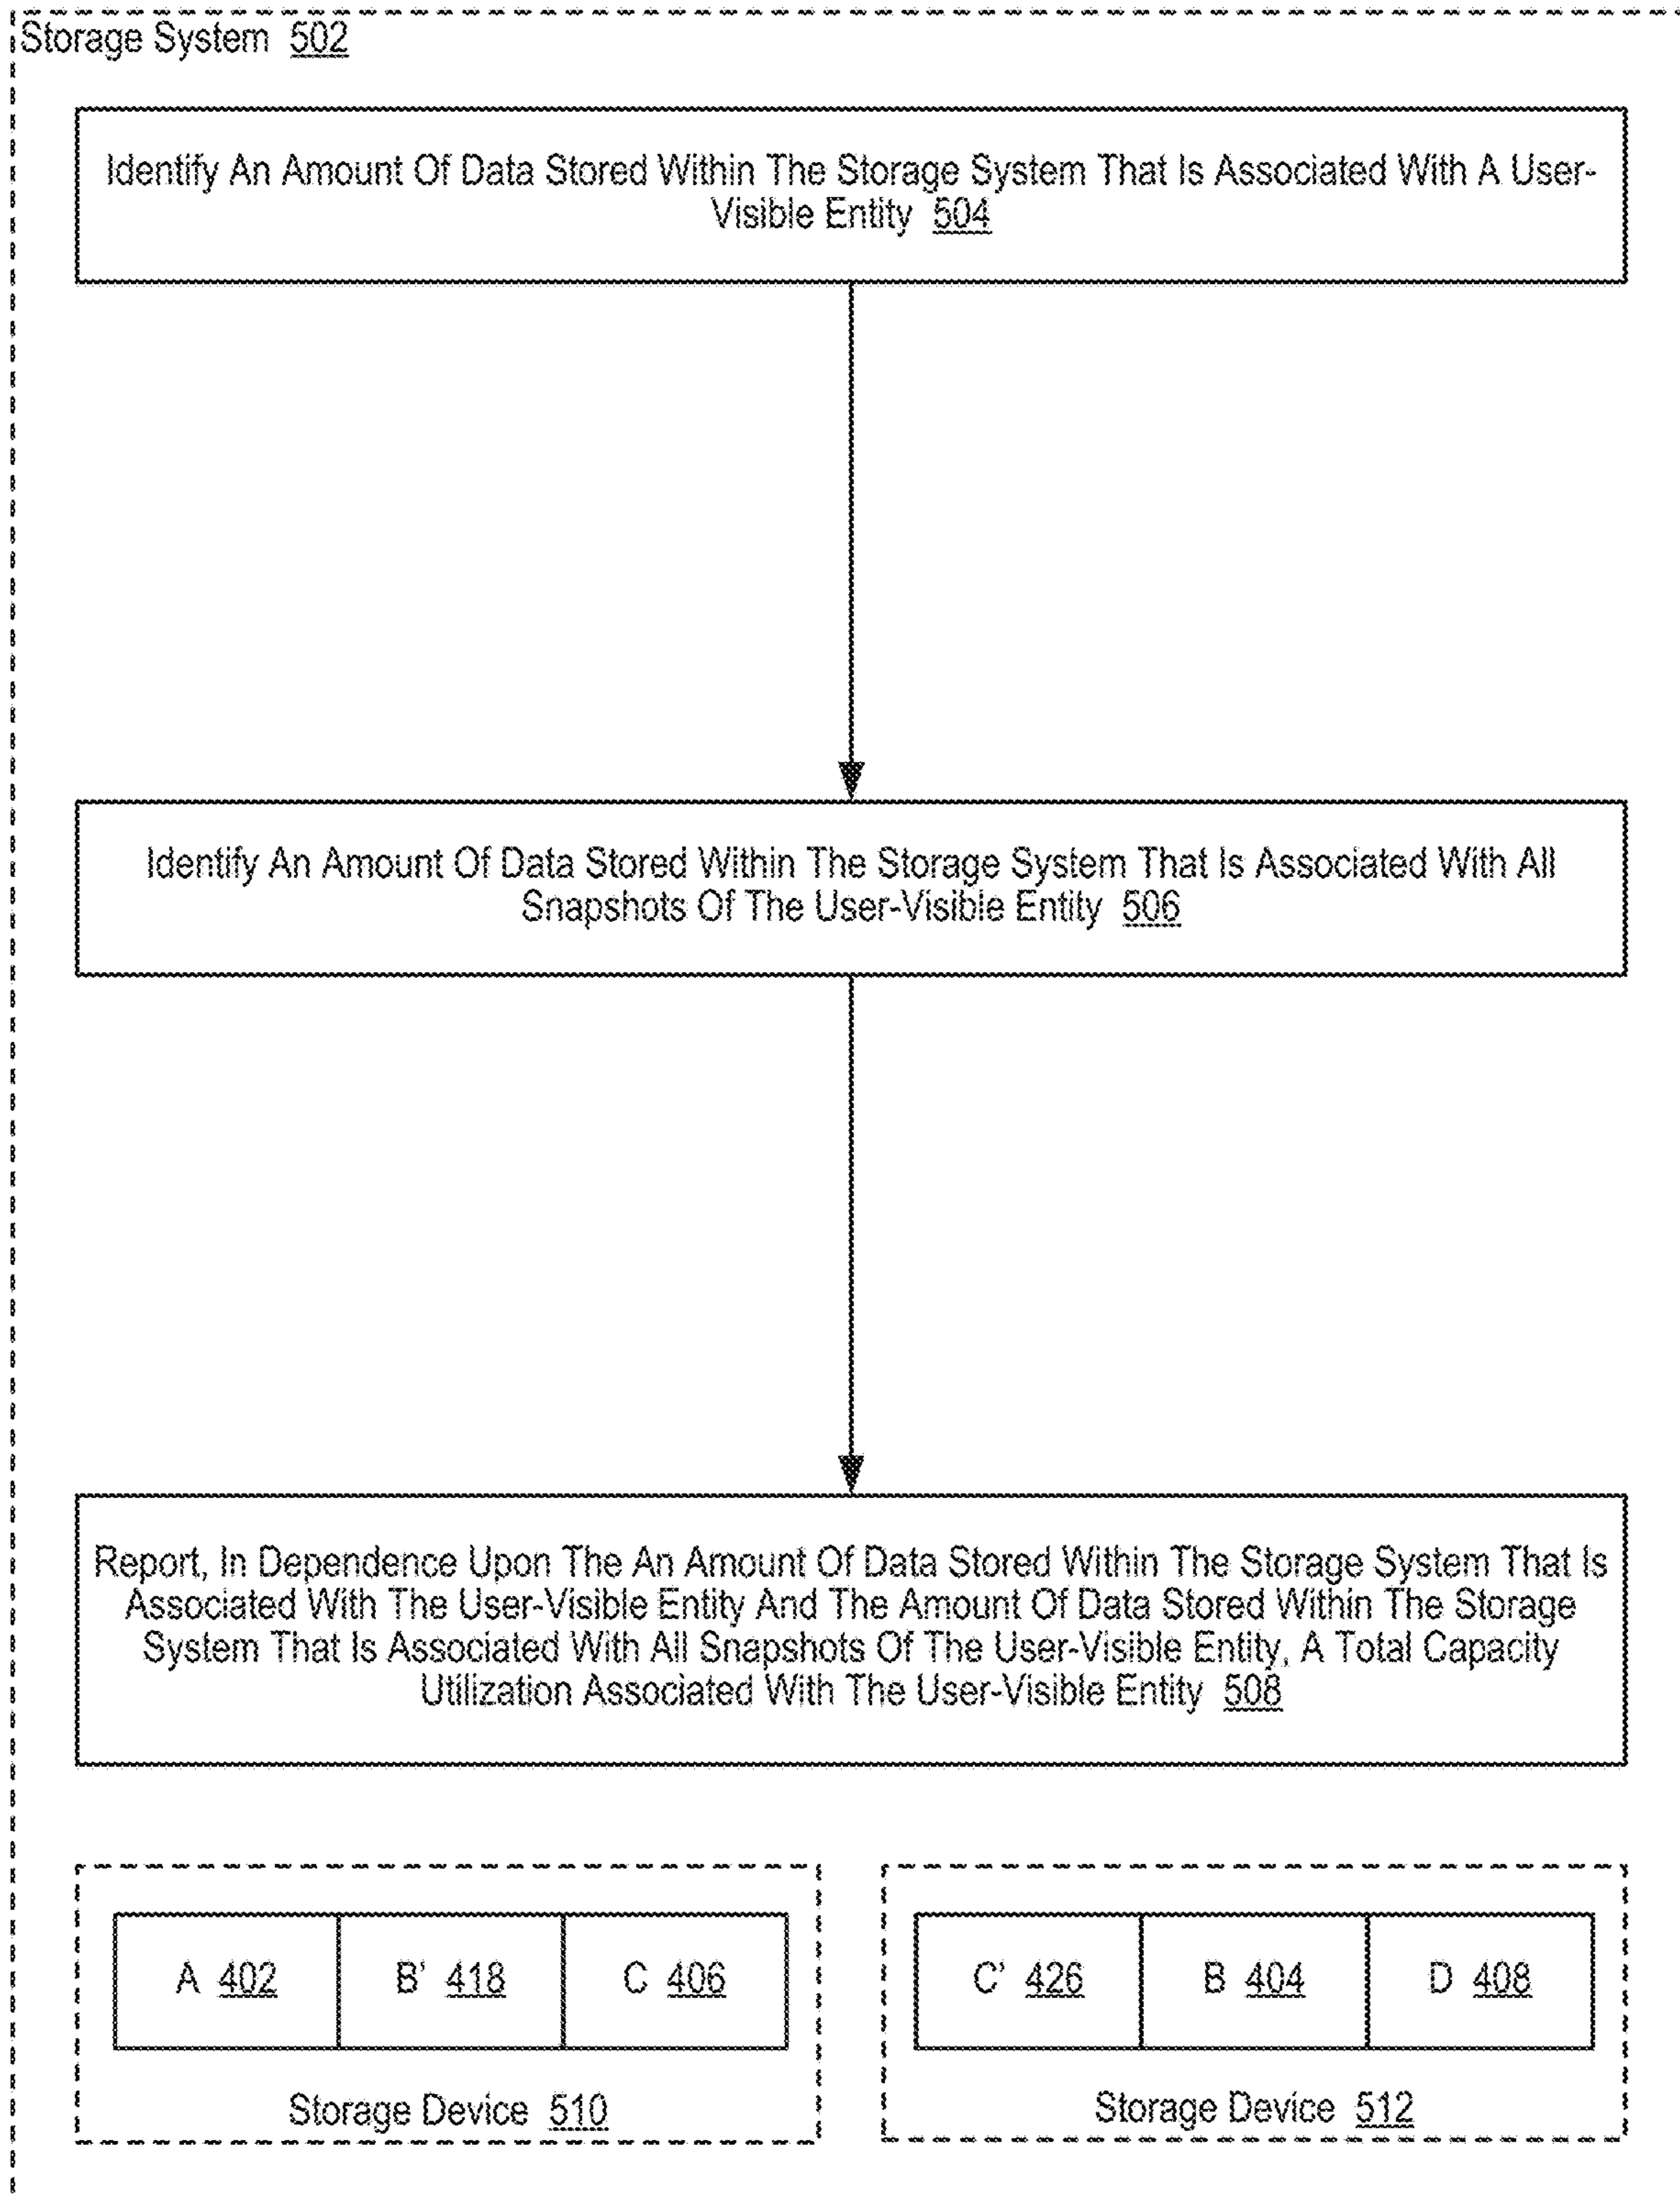 Storage System 502
Identify An Amount Of Data Stored Within The Storage System That Is Associated With A User-
Visible Entity 504
Identify An Amount Of Data Stored Within The Storage System That Is Associated With All
Snapshots Of The User-Visible Entity 506
Report, In Dependence Upon The An Amount Of Data Stored Within The Storage System That Is
Associated With The User-Visible Entity And The Amount Of Data Stored Within The Storage
System That Is Associated With All Snapshots Of The User-Visible Entity, A Total Capacity
Utilization Associated With The User-Visible Entity 508
A 402 B' 418 C 406
Storage Device 510
C' 426 B 404 D 408
Storage Device 512